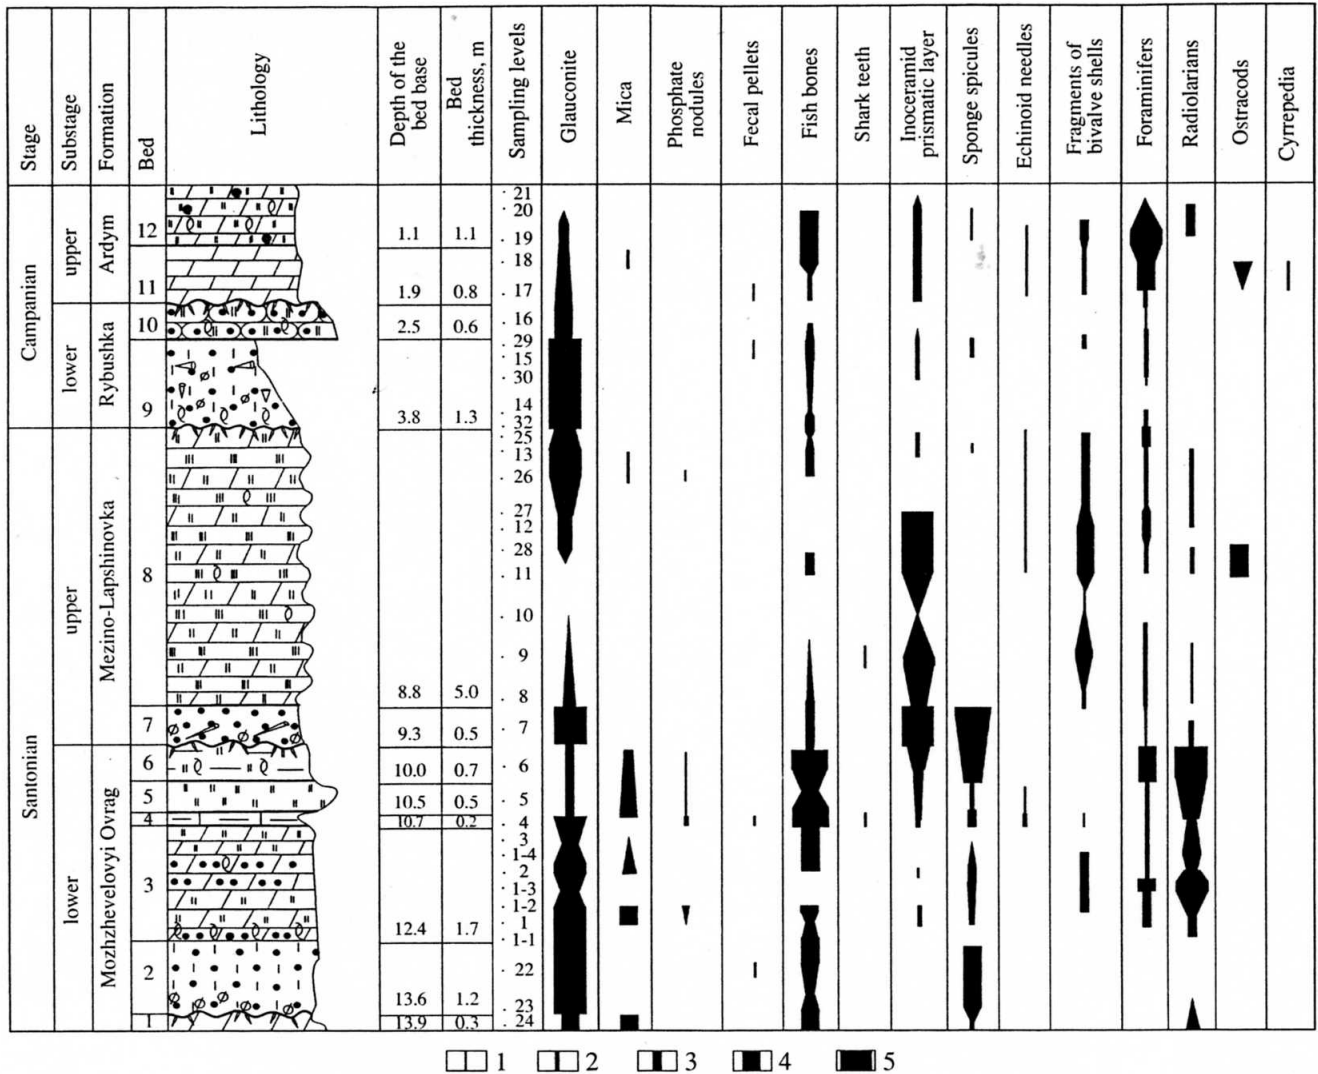 Stage
Substage
Formation
Bed
Lithology
Depth of the
bed base
Bed
thickness, m
Sampling levels
Glauconite
Mica
Phosphate
nodules
Fecal pellets
Fish bones
Shark teeth
Inoceramid
prismatic layer
Sponge spicules
Echinoid needles
Fragments of
bivalve shells
Foraminifers
Radiolarians
Ostracods
Cyrrepedia
Campanian
Santonian
upper
lower
upper
lower
Ardym
Rybushka
Mezino-Lapshinovka
Mozhzhevelovyi Ovrag
12 1.1 1.1
11 1.9 0.8
10 2.5 0.6
9 3.8 1.3
8 8.8 5.0
7 9.3 0.5
6 10.0 0.7
5 10.5 0.5
4 10.7 0.2
3 12.4 1.7
2 13.6 1.2
1 13.9 0.3
21
20
19
18
17
16
29
15
30
14
32
25
13
26
27
12
28
11
10
9
8
7
6
5
4
3
1-4
2
1-3
1-2
1
1-1
22
23
24
1 2 3 4 5